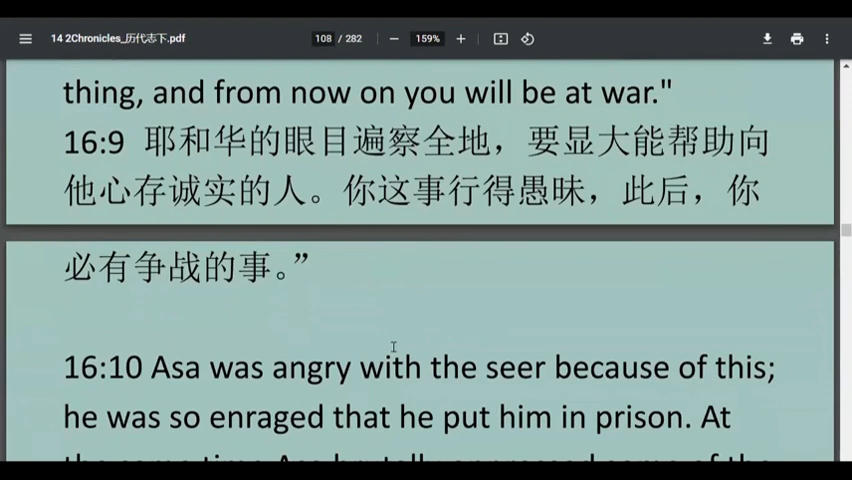 14 2Chronicles_历代志下.pdf
108 / 282
159%
thing, and from now on you will be at war."
16:9 耶和华的眼目遍察全地，要显大能帮助向
他心存诚实的人。你这事行得愚昧，此后，你
必有争战的事。”
16:10 Asa was angry with the seer because of this;
he was so enraged that he put him in prison. At